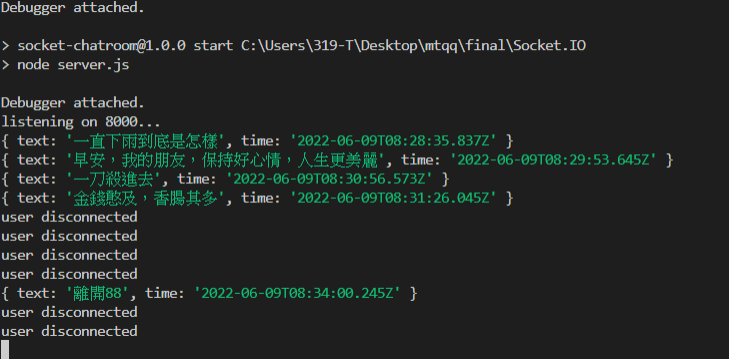 Debugger attached.
> socket-chatroom@1.0.0 start C:\Users\319-T\Desktop\mtqq\final\Socket.IO
> node server.js
Debugger attached.
listening on 8000...
{ text: '一直下雨到底是怎樣', time: '2022-06-09T08:28:35.837Z' }
{ text: '早安，我的朋友，保持好心情，人生更美麗', time: '2022-06-09T08:29:53.645Z' }
{ text: '一刀殺進去', time: '2022-06-09T08:30:56.573Z' }
{ text: '金錢憨及，香腸其多', time: '2022-06-09T08:31:26.045Z' }
user disconnected
user disconnected
user disconnected
user disconnected
{ text: '離開88', time: '2022-06-09T08:34:00.245Z' }
user disconnected
user disconnected